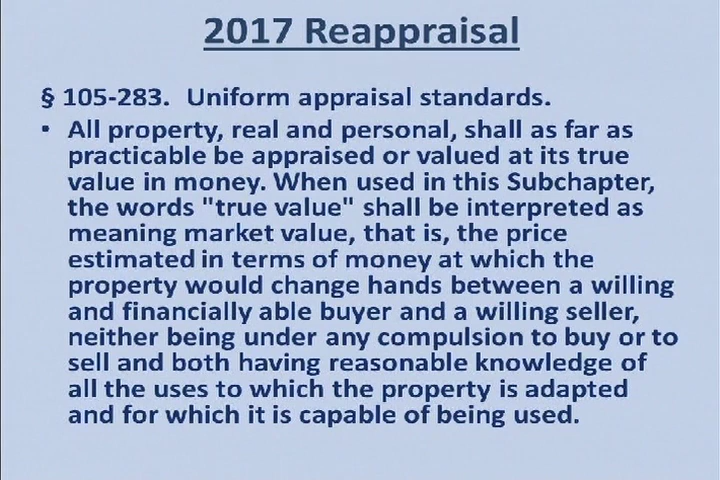 2017 Reappraisal
§ 105-283. Uniform appraisal standards.
• All property, real and personal, shall as far as
practicable be appraised or valued at its true
value in money. When used in this Subchapter,
the words "true value" shall be interpreted as
meaning market value, that is, the price
estimated in terms of money at which the
property would change hands between a willing
and financially able buyer and a willing seller,
neither being under any compulsion to buy or to
sell and both having reasonable knowledge of
all the uses to which the property is adapted
and for which it is capable of being used.